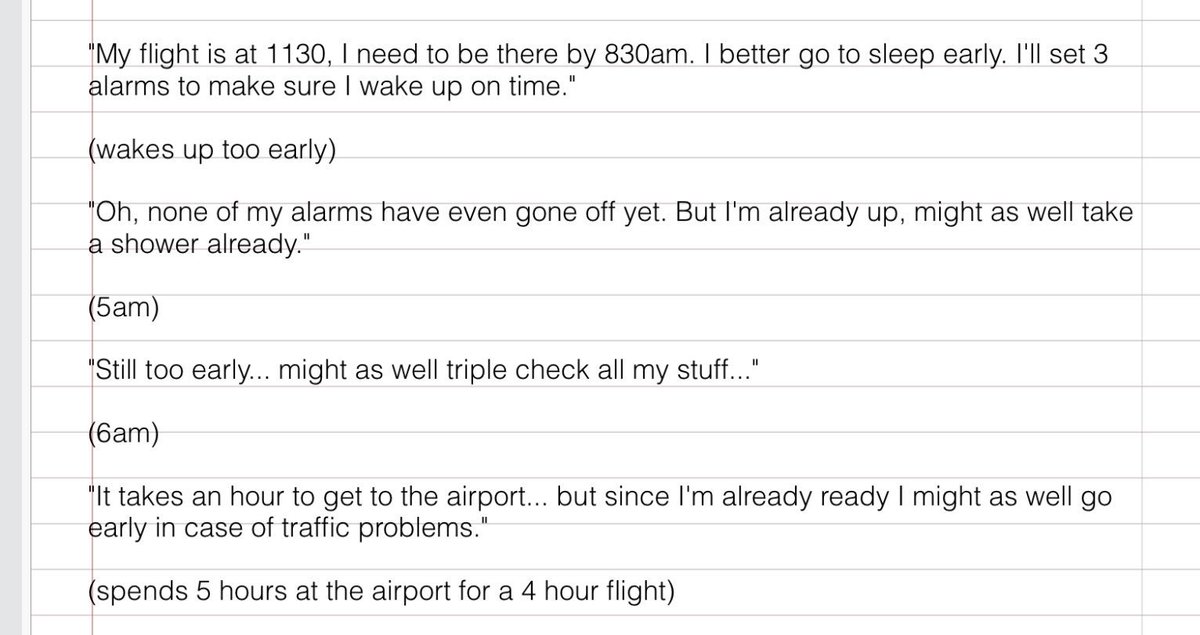 "My flight is at 1130, I need to be there by 830am. I better go to sleep early. I'll set 3
alarms to make sure I wake up on time."
(wakes up too early)
"Oh, none of my alarms have even gone off yet. But I'm already up, might as well take
a shower already."
(5am)
"Still too early... might as well triple check all my stuff..."
(6am)
"It takes an hour to get to the airport... but since I'm already ready I might as well go
early in case of traffic problems."
(spends 5 hours at the airport for a 4 hour flight)